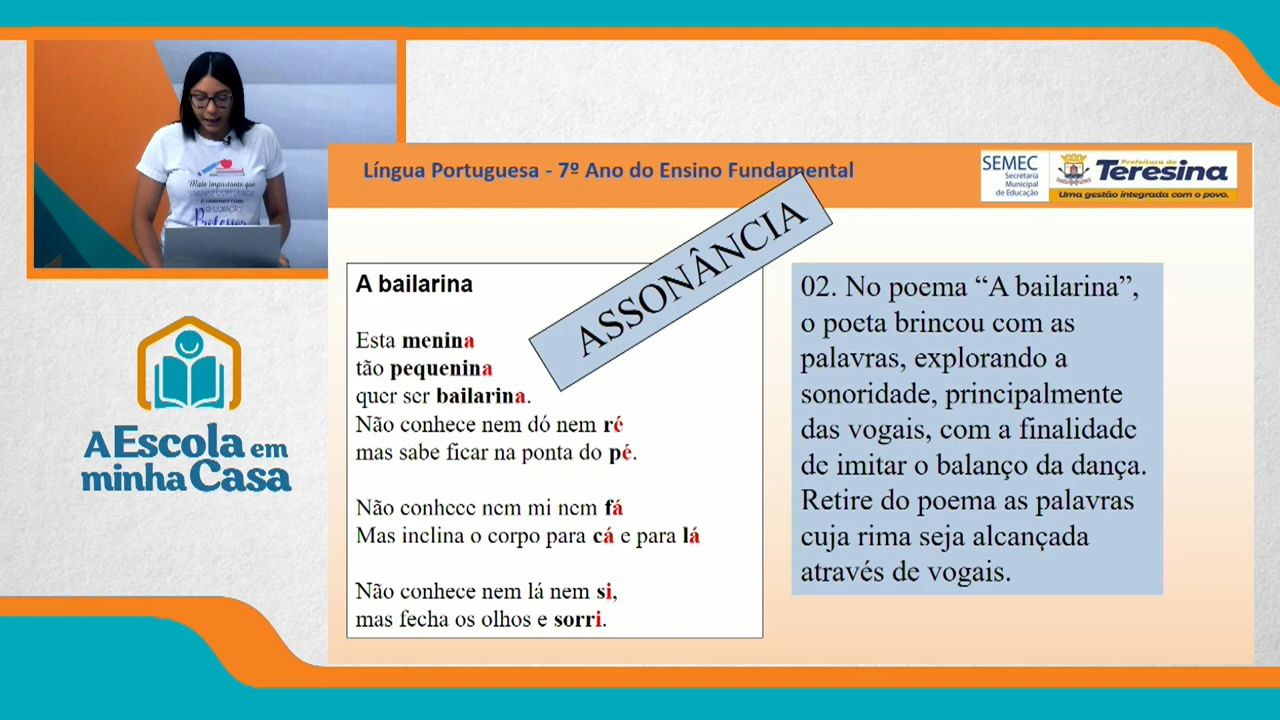 Mais importante que
o coração
Professor
A Escola em
minha Casa
Língua Portuguesa - 7º Ano do Ensino Fundamental
SEMEC
Secretaria
Municipal
de Educação
Prefeitura de
Teresina
Uma gestão integrada com o povo.
ASSONÂNCIA
A bailarina
Esta menina
tão pequenina
quer ser bailarina.
Não conhece nem dó nem ré
mas sabe ficar na ponta do pé.
Não conhece nem mi nem fá
Mas inclina o corpo para cá e para lá
Não conhece nem lá nem si,
mas fecha os olhos e sorri.
02. No poema “A bailarina”,
o poeta brincou com as
palavras, explorando a
sonoridade, principalmente
das vogais, com a finalidade
de imitar o balanço da dança.
Retire do poema as palavras
cuja rima seja alcançada
através de vogais.